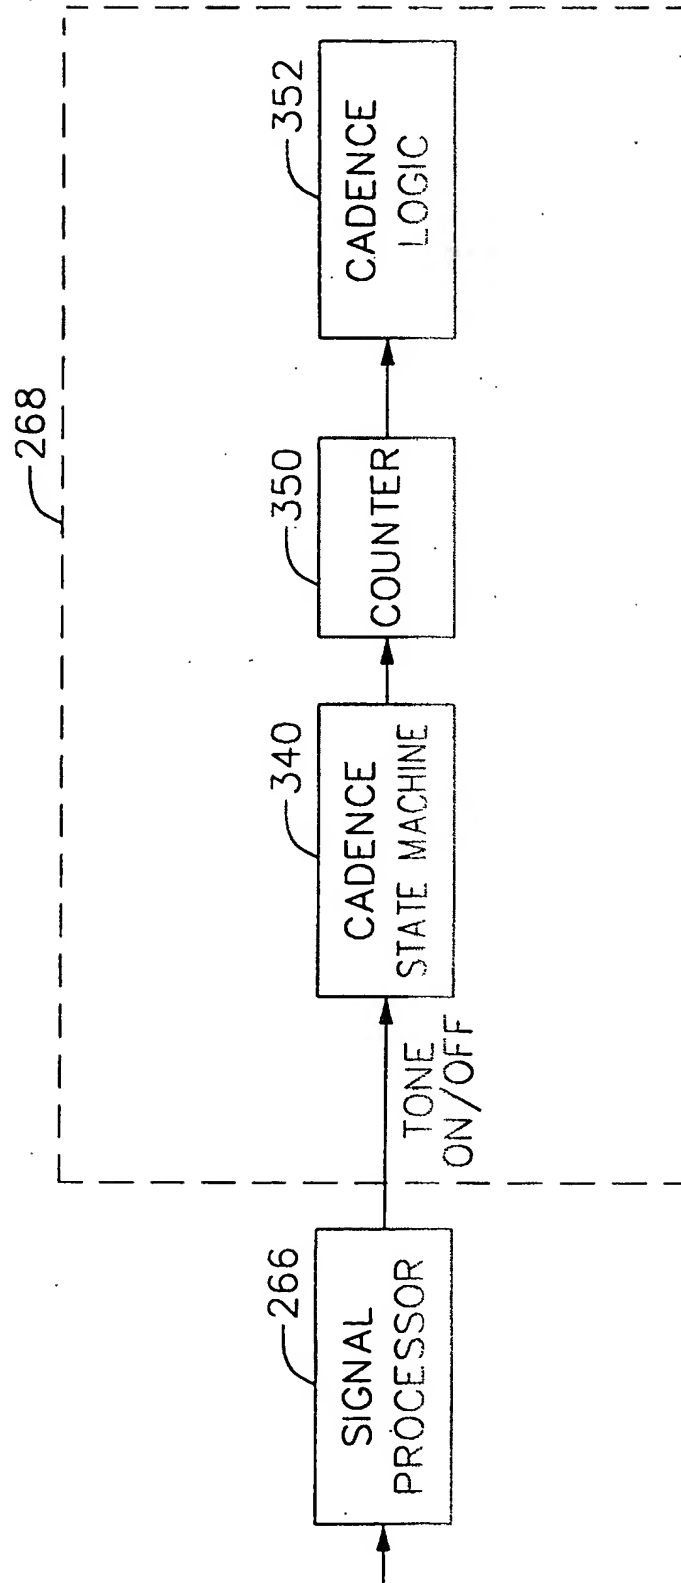 268
266
SIGNAL
PROCESSOR
TONE
ON/OFF
340
CADENCE
STATE MACHINE
350
COUNTER
352
CADENCE
LOGIC